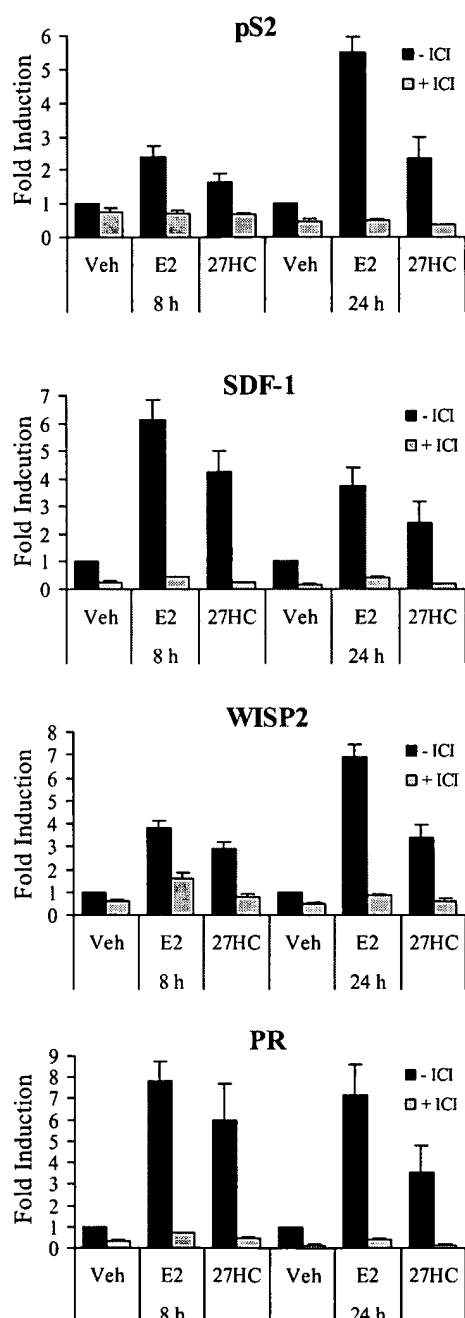 pS2
Fold Induction
6
5
4
3
2
1
0
- ICI
+ ICI
Veh E2 27HC Veh E2 27HC
8 h 24 h
SDF-1
Fold Indcution
7
6
5
4
3
2
1
0
- ICI
+ ICI
Veh E2 27HC Veh E2 27HC
8 h 24 h
WISP2
Fold Induction
8
7
6
5
4
3
2
1
0
- ICI
+ ICI
Veh E2 27HC Veh E2 27HC
8 h 24 h
PR
Fold Induction
9
8
7
6
5
4
3
2
1
0
- ICI
+ ICI
Veh E2 27HC Veh E2 27HC
8 h 24 h